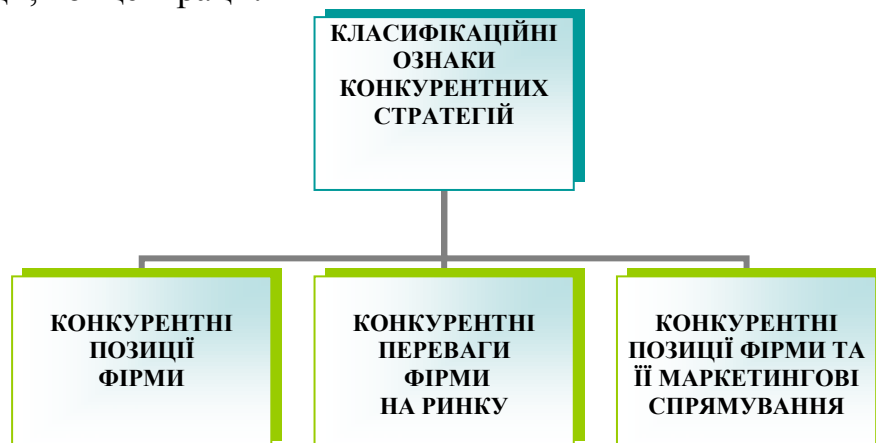 КЛАСИФІКАЦІЙНІ
ОЗНАКИ
КОНКУРЕНТНИХ
СТРАТЕГІЙ
КОНКУРЕНТНІ
ПОЗИЦІЇ
ФІРМИ
КОНКУРЕНТНІ
ПЕРЕВАГИ
ФІРМИ
НА РИНКУ
КОНКУРЕНТНІ
ПОЗИЦІЇ ФІРМИ ТА
ЇЇ МАРКЕТИНГОВІ
СПРЯМУВАННЯ